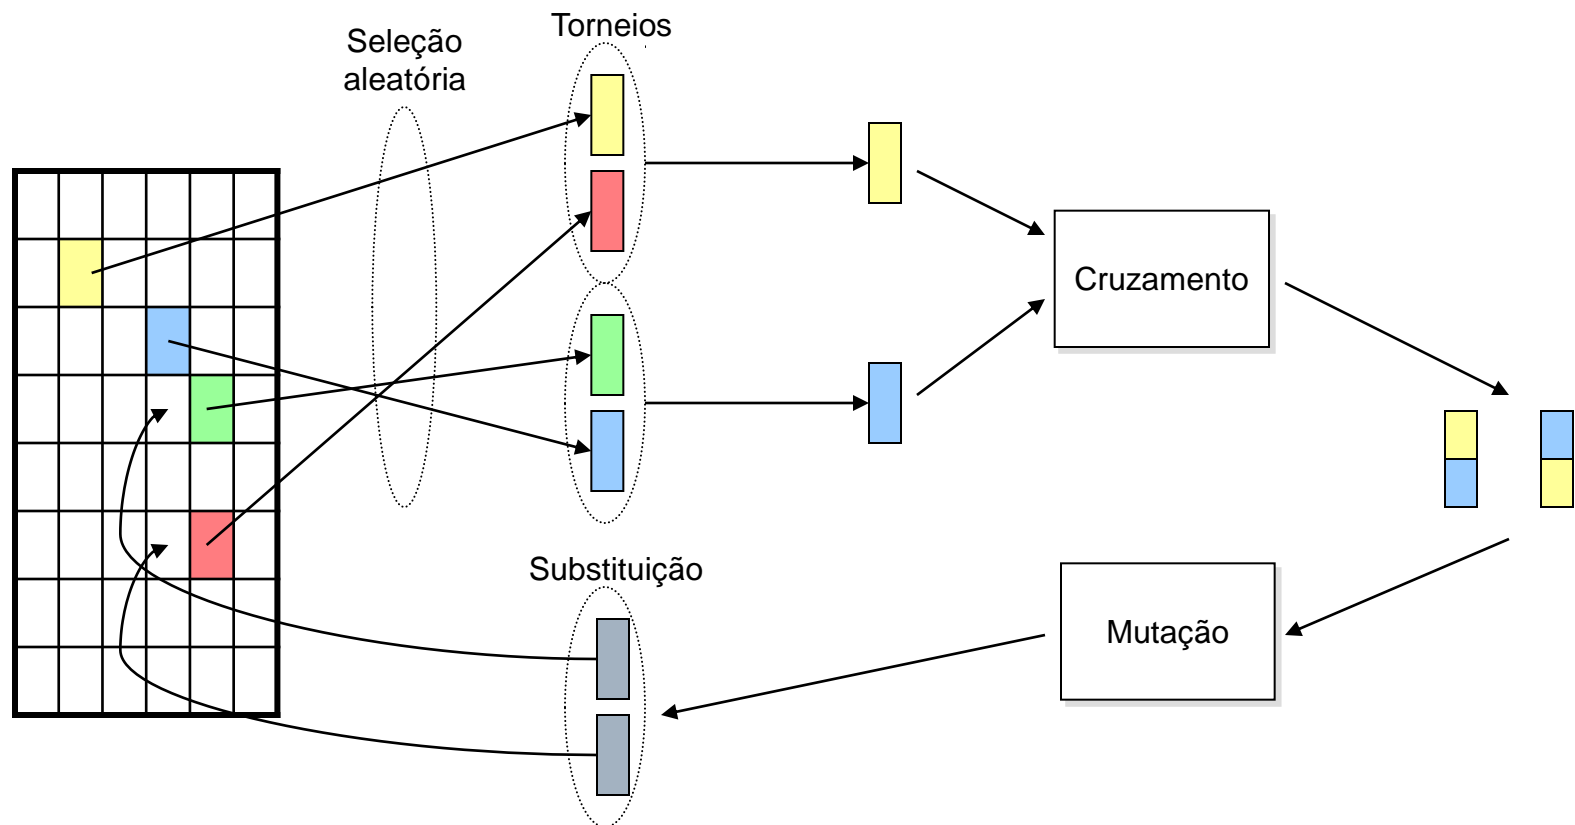 Torneios
Seleção
aleatória
Cruzamento
Substituição
Mutação